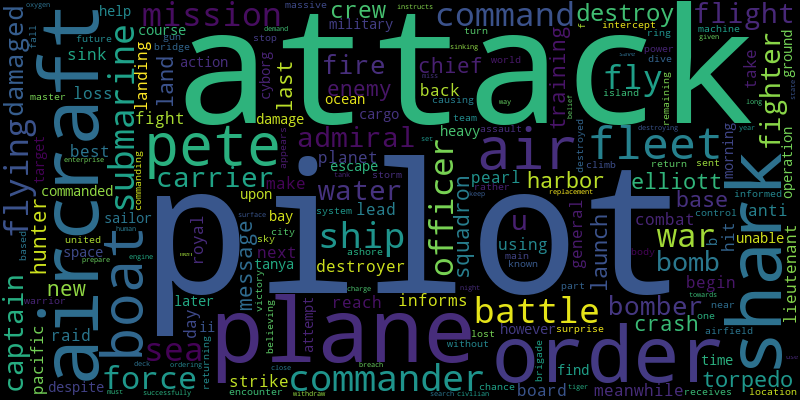 oxygen
instructs
flying
damaged
aircraft
course
future
help
mission
massive
military
crew
stop
demand
fall
gun
bridge
sink
land
landing
submarine
action
cyborg
last
fire
chief
command
turn
destroy
intercept
ring
power
dive
machine
given
flight
attack
enemy
ocean
back
causing
miss
world
way
team
island
remaining
fly
training
take
fighter
ground
master
loss
fight
damage
cargo
heavy
assault
destroyed
belief
long
state
year
destroying
pete
admiral
appears
set
air
fleet
climb
return
sent
morning
operation
target
best
enterprise
carrier
planet
escape
storm
officer
pearl
rather
harbor
elliott
informed
commanded
commanding
make
water
tank
keep
replacement
base
control
anti
lieutenant
hunter
sailor
upon
system
surface
lead
squadron
u
using
general
launch
combat
shark
based
united
human
royal
pilot
bay
city
sky
ship
ashore
main
known
war
hit
b
unable
space
prepare
boat
engine
men
message
next
tanya
destroyer
night
part
bomb
body
begin
towards
captain
new
warrior
later
day
victory
believing
plane
reach
informs
battle
bomber
near
one
pacific
raid
ii
returning
attempt
charge
lost
without
however
surprise
crash
airfield
despite
deck
ordering
sea
close
breach
brigade
order
find
time
torpedo
must
successfully
force
strike
encounter
withdraw
commander
search
civilian
chance
board
tiger
meanwhile
receives
location